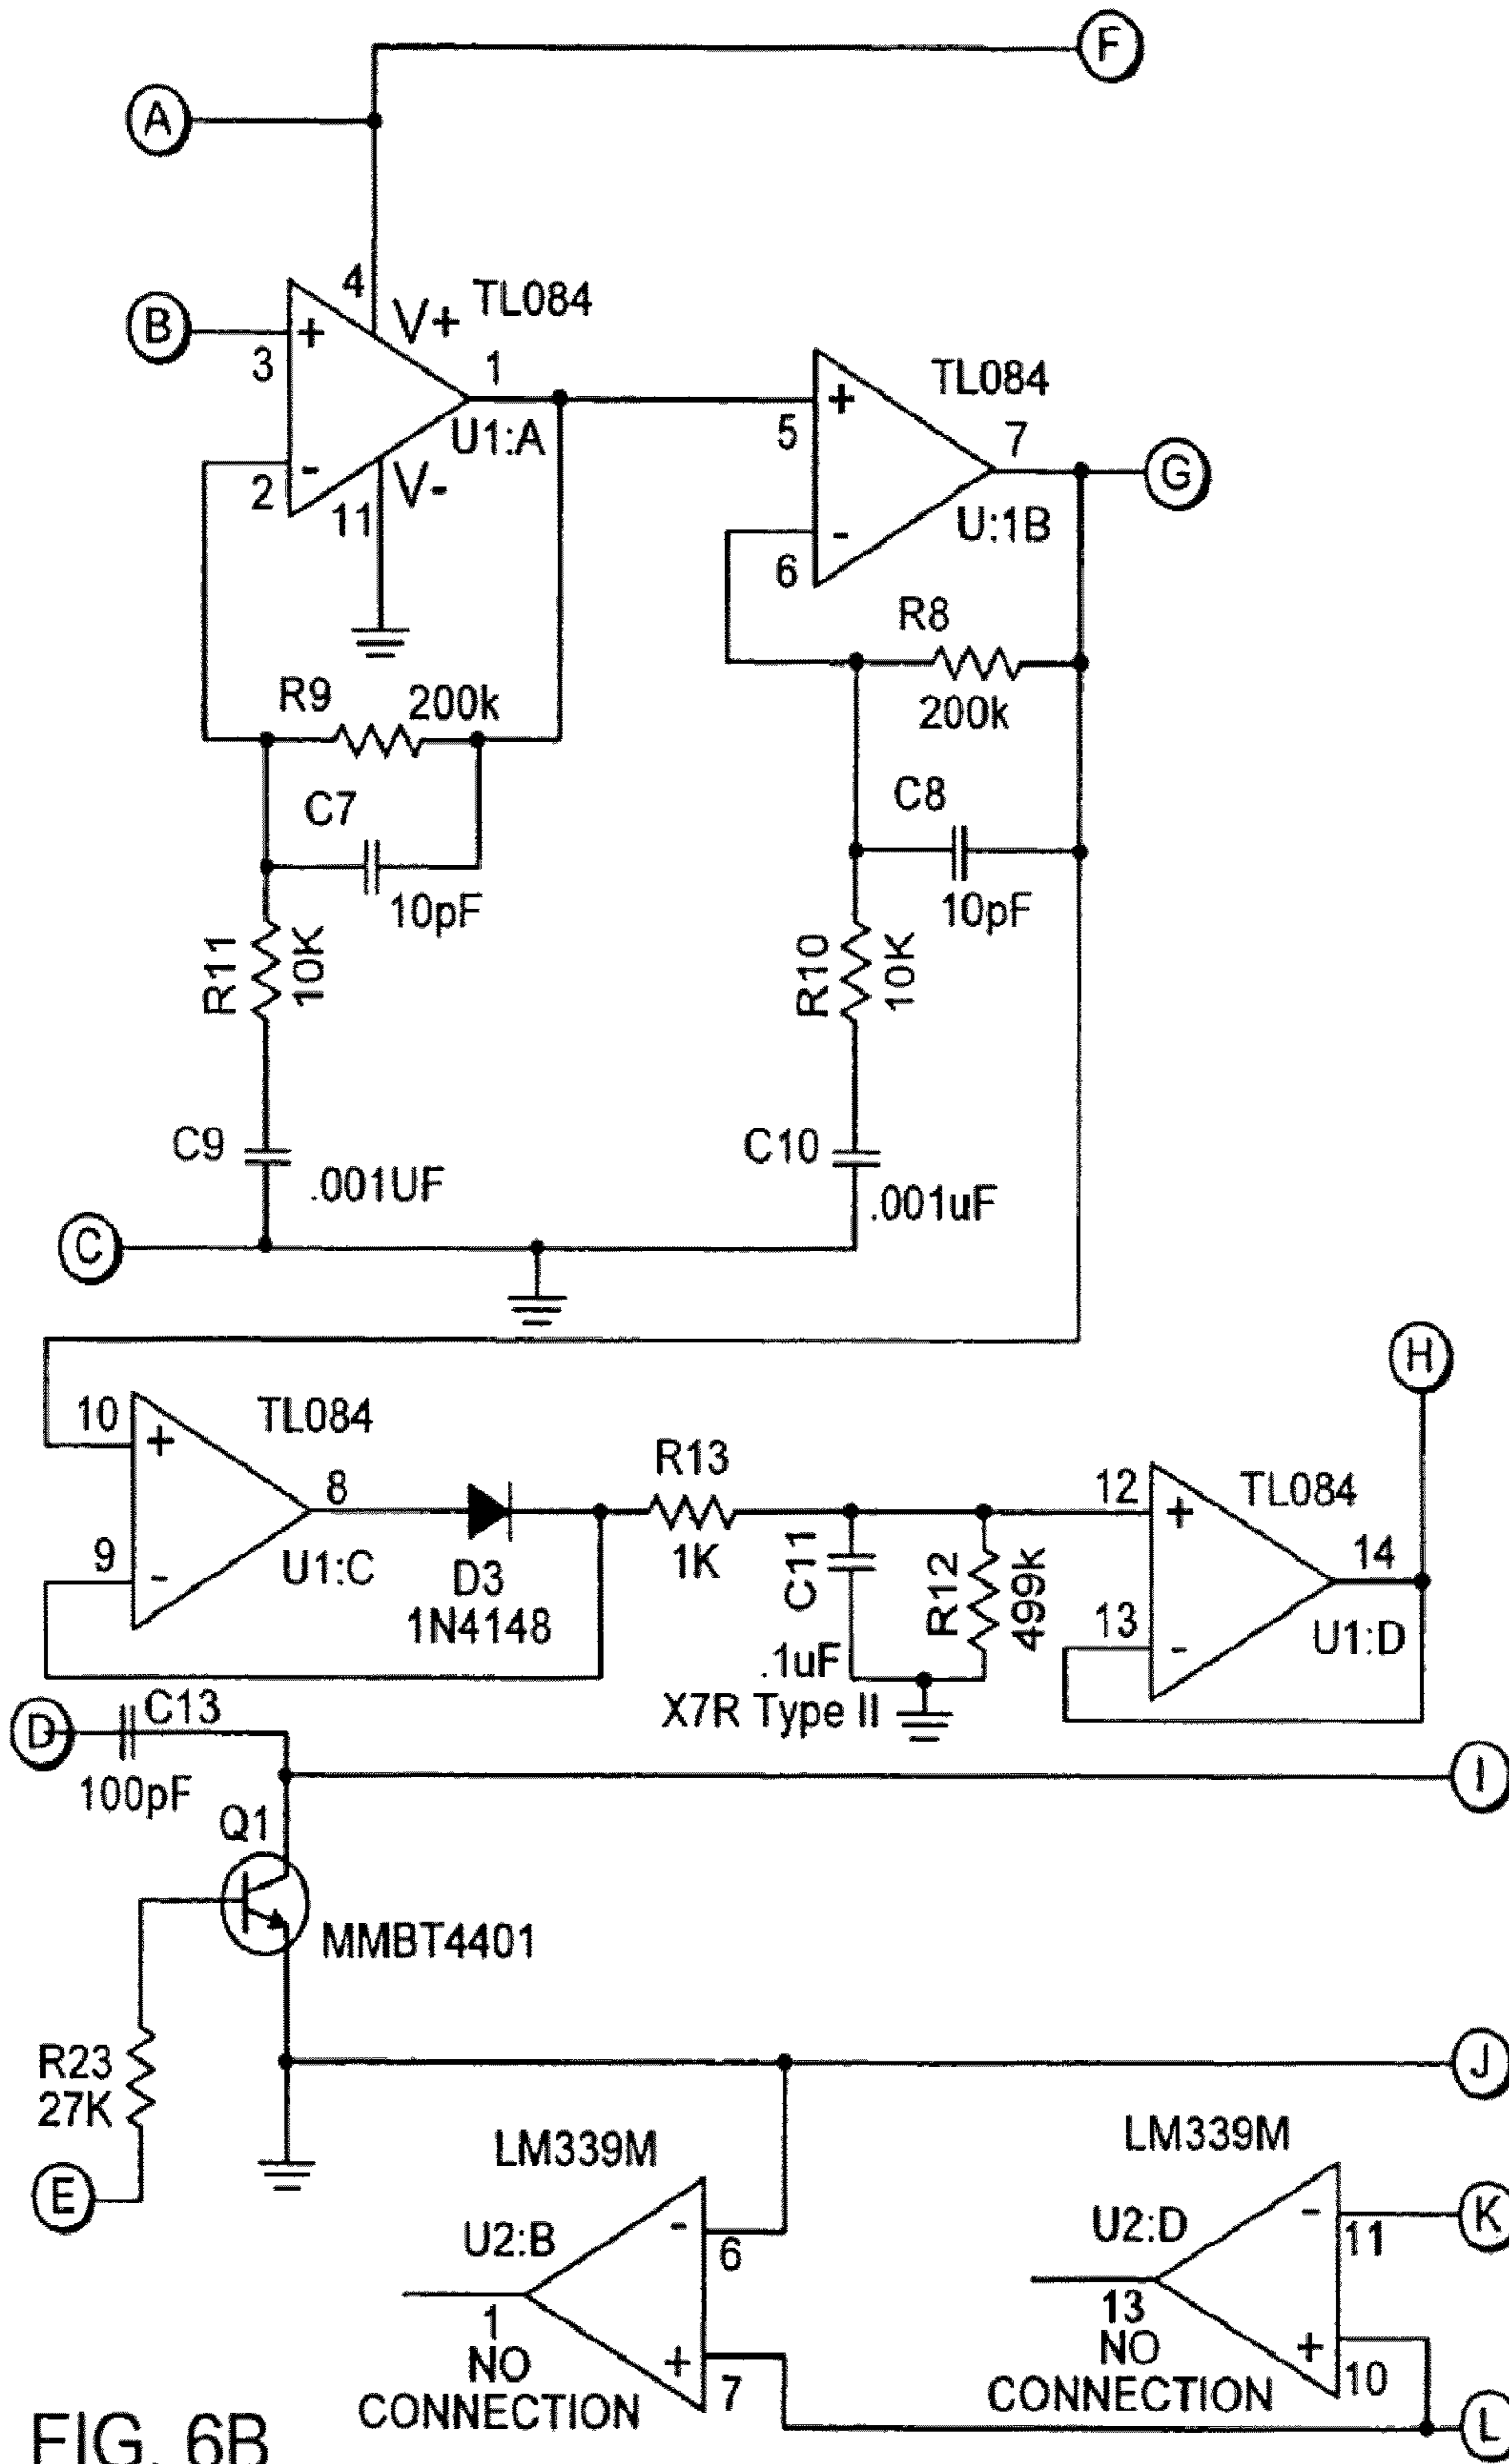 F
A
4
V+
TL084
B
+
3
1
U1:A
-
2
V-
11
TL084
+
5
7
G
U:1B
-
6
R8
200k
R9
200k
C7
10pF
C8
10pF
R11
10K
R10
10K
C9
.001UF
C10
.001uF
C
H
10
TL084
+
8
9
-
U1:C
D3
1N4148
R13
1K
C11
.1uF
X7R Type II
R12
499k
12
TL084
+
14
13
-
U1:D
D
C13
100pF
I
Q1
MMBT4401
R23
27K
E
J
LM339M
U2:B
-
6
1
NO
CONNECTION
+
7
LM339M
U2:D
-
11
K
13
NO
CONNECTION
+
10
L
FIG. 6B